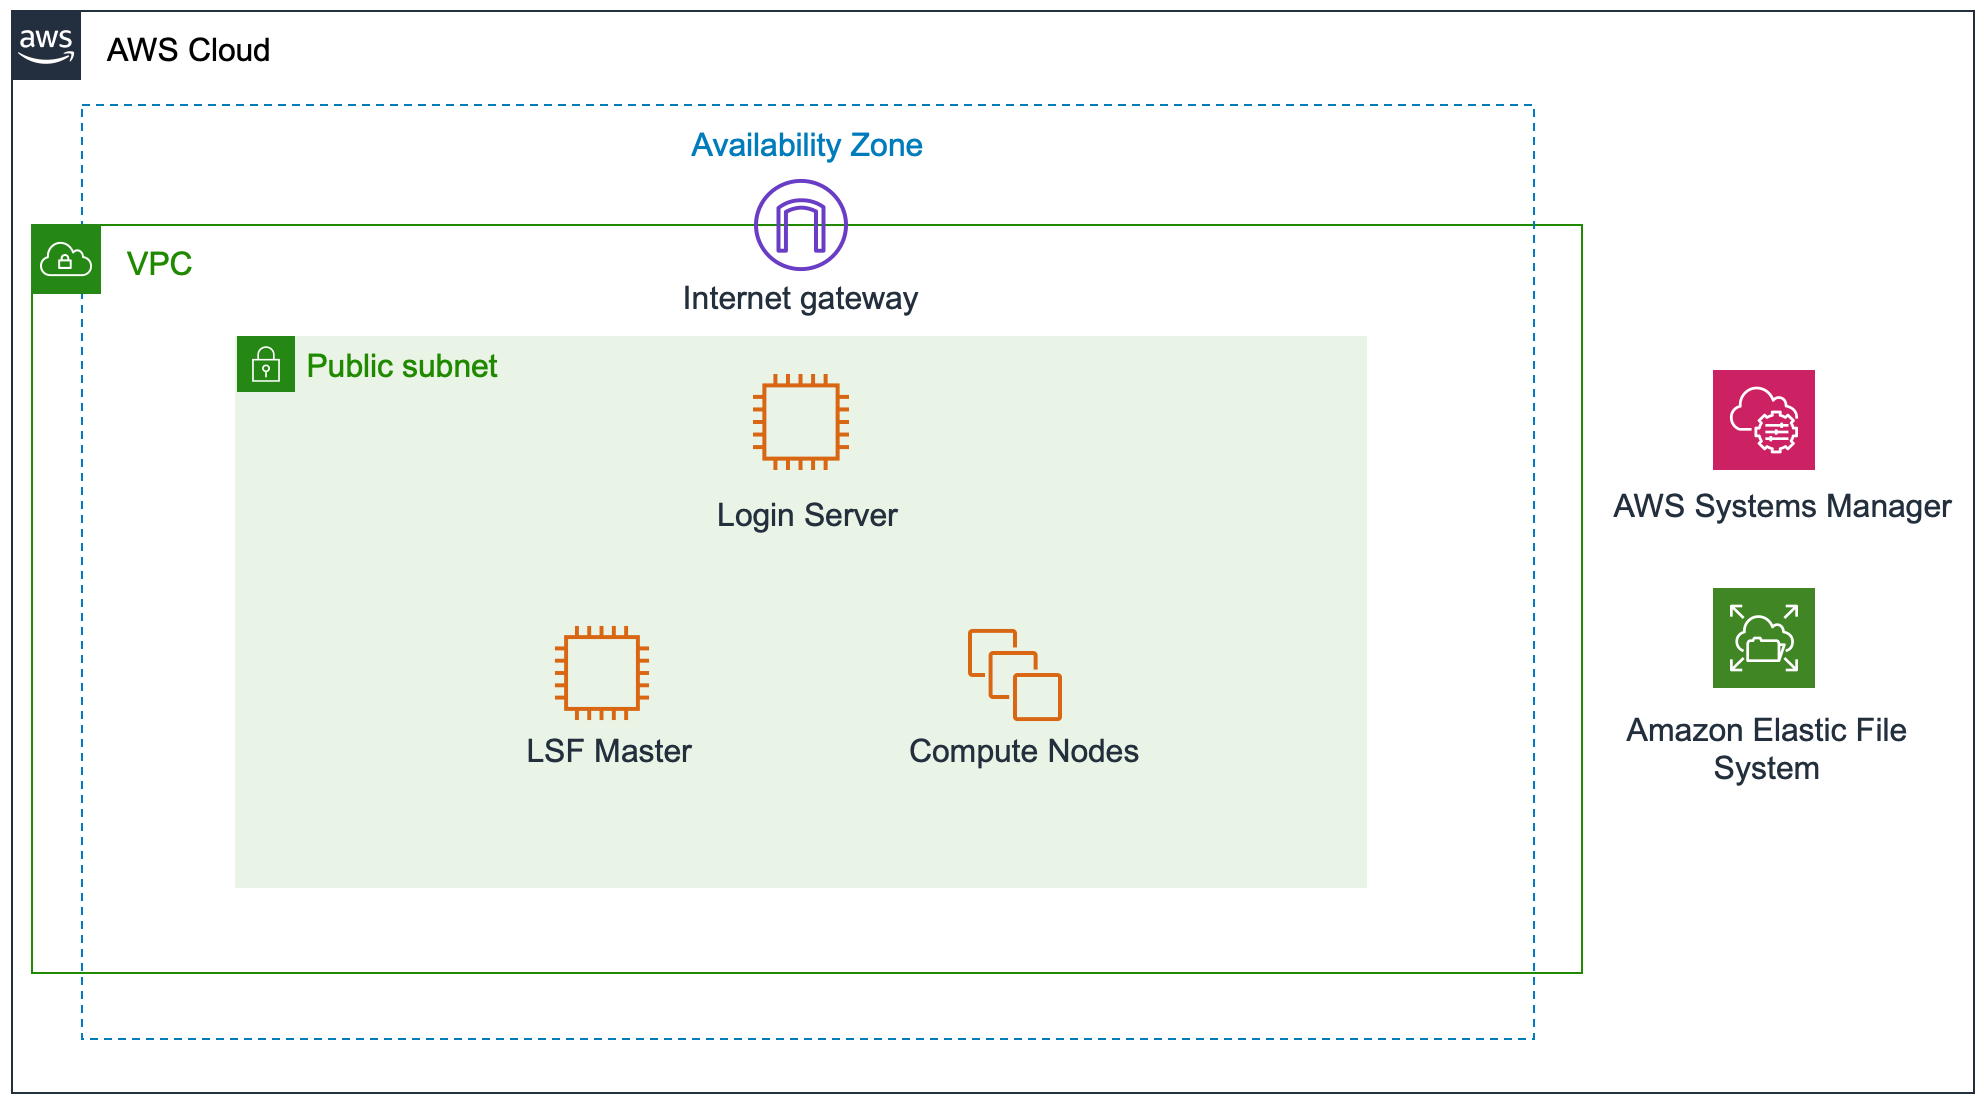 aws
AWS Cloud
Availability Zone
VPC
Internet gateway
Public subnet
Login Server
AWS Systems Manager
LSF Master
Compute Nodes
Amazon Elastic File
System